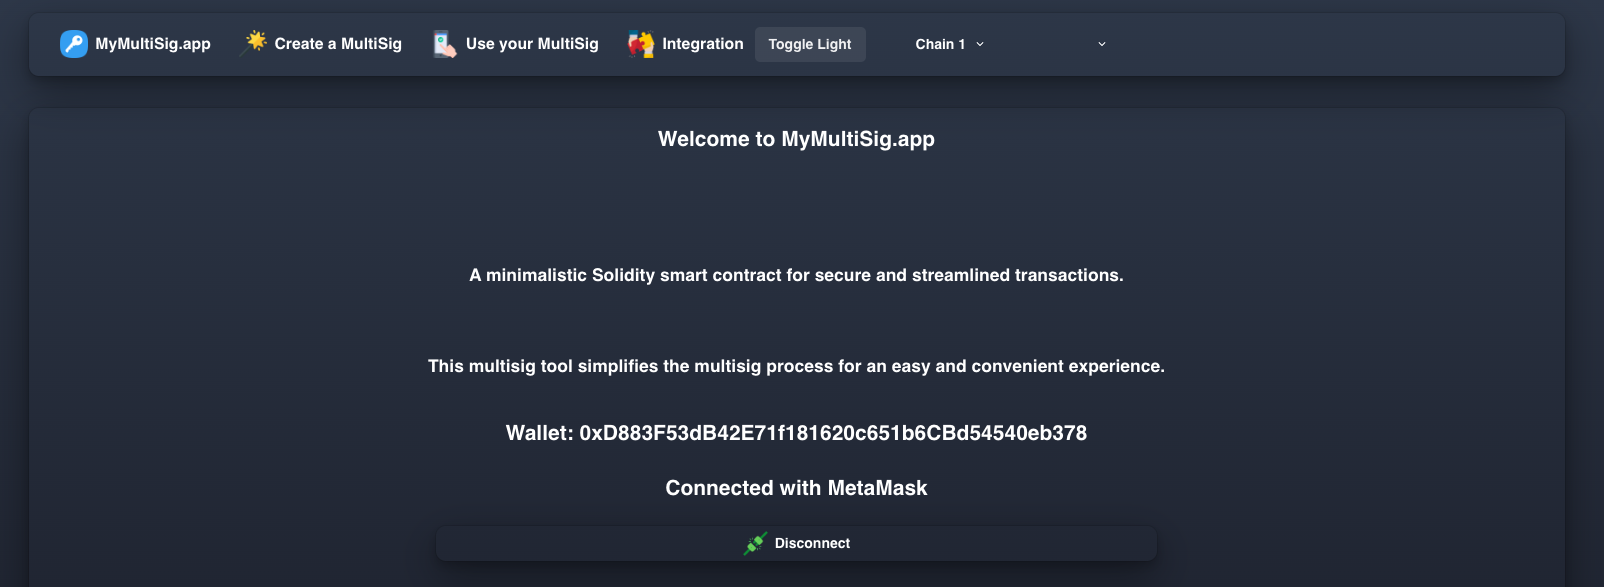 MyMultiSig.app
Create a MultiSig
Use your MultiSig
Integration
Toggle Light
Chain 1
Welcome to MyMultiSig.app
A minimalistic Solidity smart contract for secure and streamlined transactions.
This multisig tool simplifies the multisig process for an easy and convenient experience.
Wallet: 0xD883F53dB42E71f181620c651b6CBd54540eb378
Connected with MetaMask
Disconnect